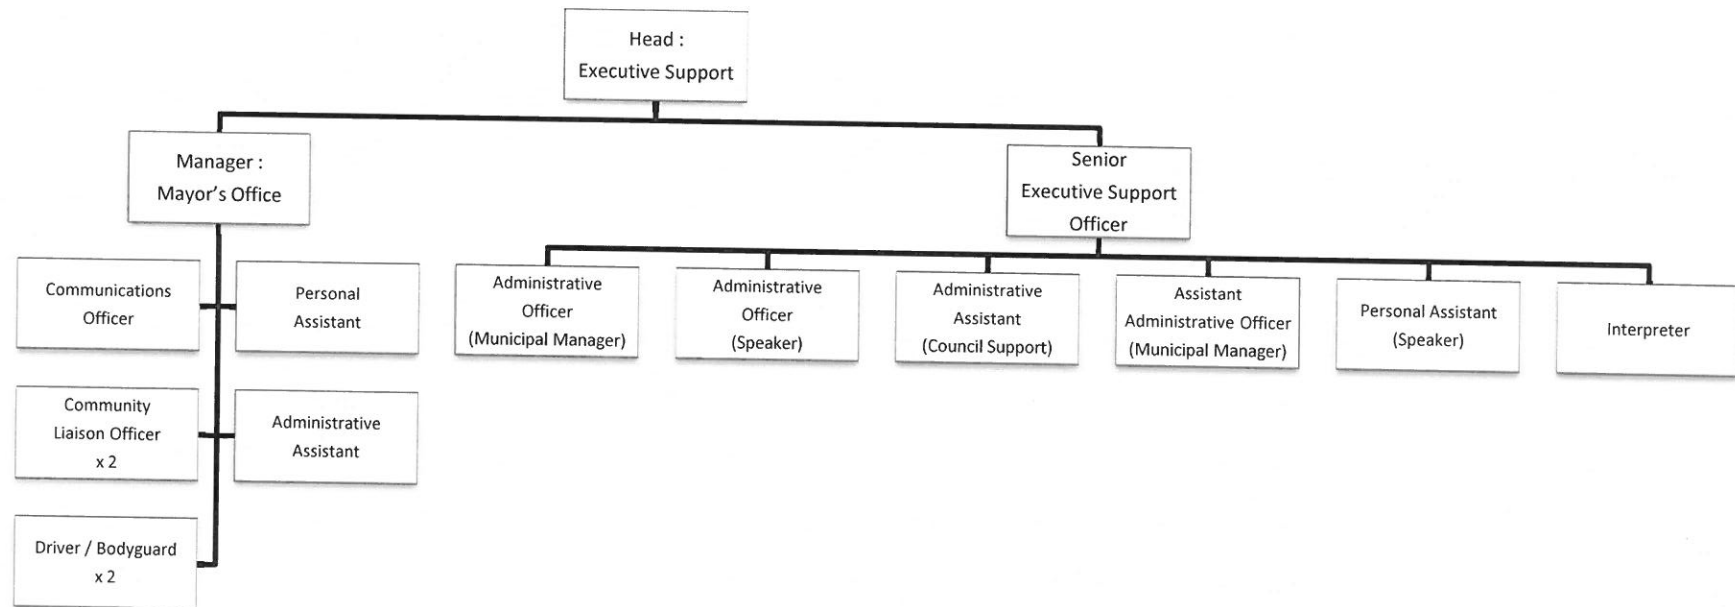 Head :
Executive Support
Manager :
Mayor's Office
Senior
Executive Support
Officer
Communications
Officer
Personal
Assistant
Community
Liaison Officer
x 2
Administrative
Assistant
Driver / Bodyguard
x 2
Administrative
Officer
(Municipal Manager)
Administrative
Officer
(Speaker)
Administrative
Assistant
(Council Support)
Assistant
Administrative Officer
(Municipal Manager)
Personal Assistant
(Speaker)
Interpreter